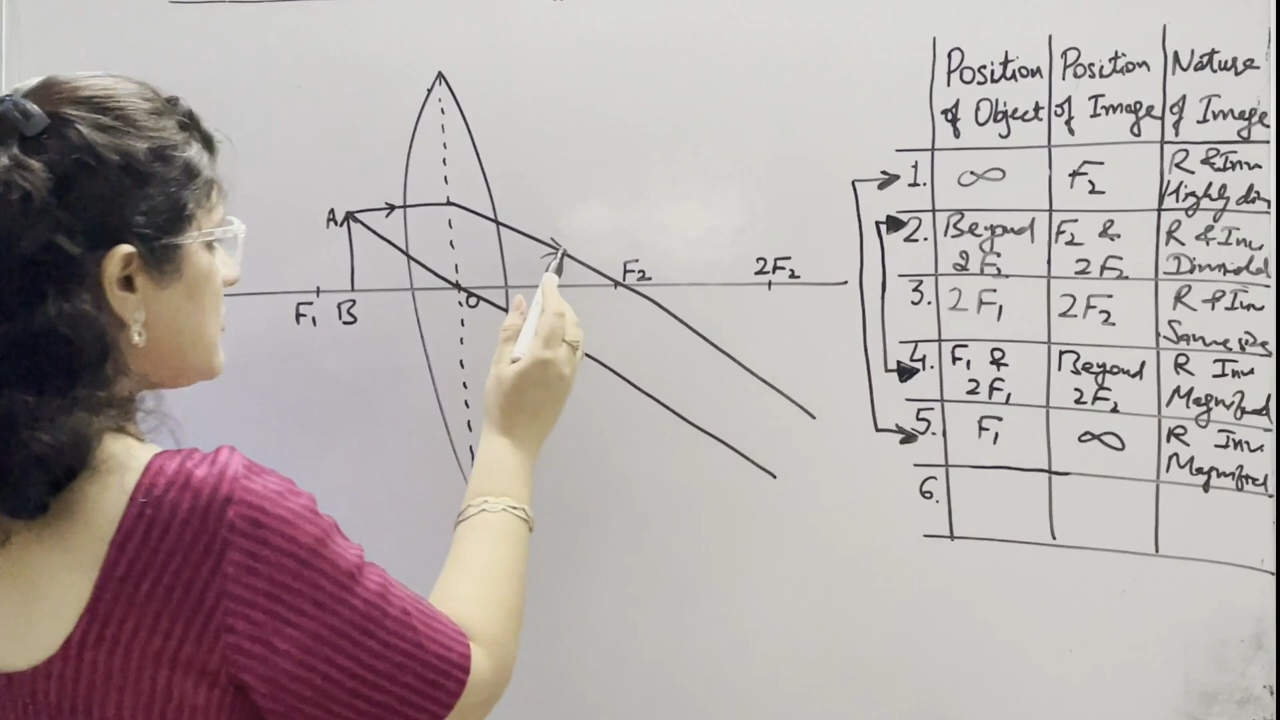 A
F₁ B
O
F₂
2F₂
Position of Object
Position of Image
Nature of Image
1. ∞ F₂ R & Inv
Highly dim
2. Beyond 2F₁ F₂ & 2F₂ R & Inv
3. 2F₁ 2F₂ R & Inv
Same size
4. F₁ & 2F₁ Beyond 2F₂ R Inv
Magnified
5. F₁ ∞ R Inv
Magnified
6.